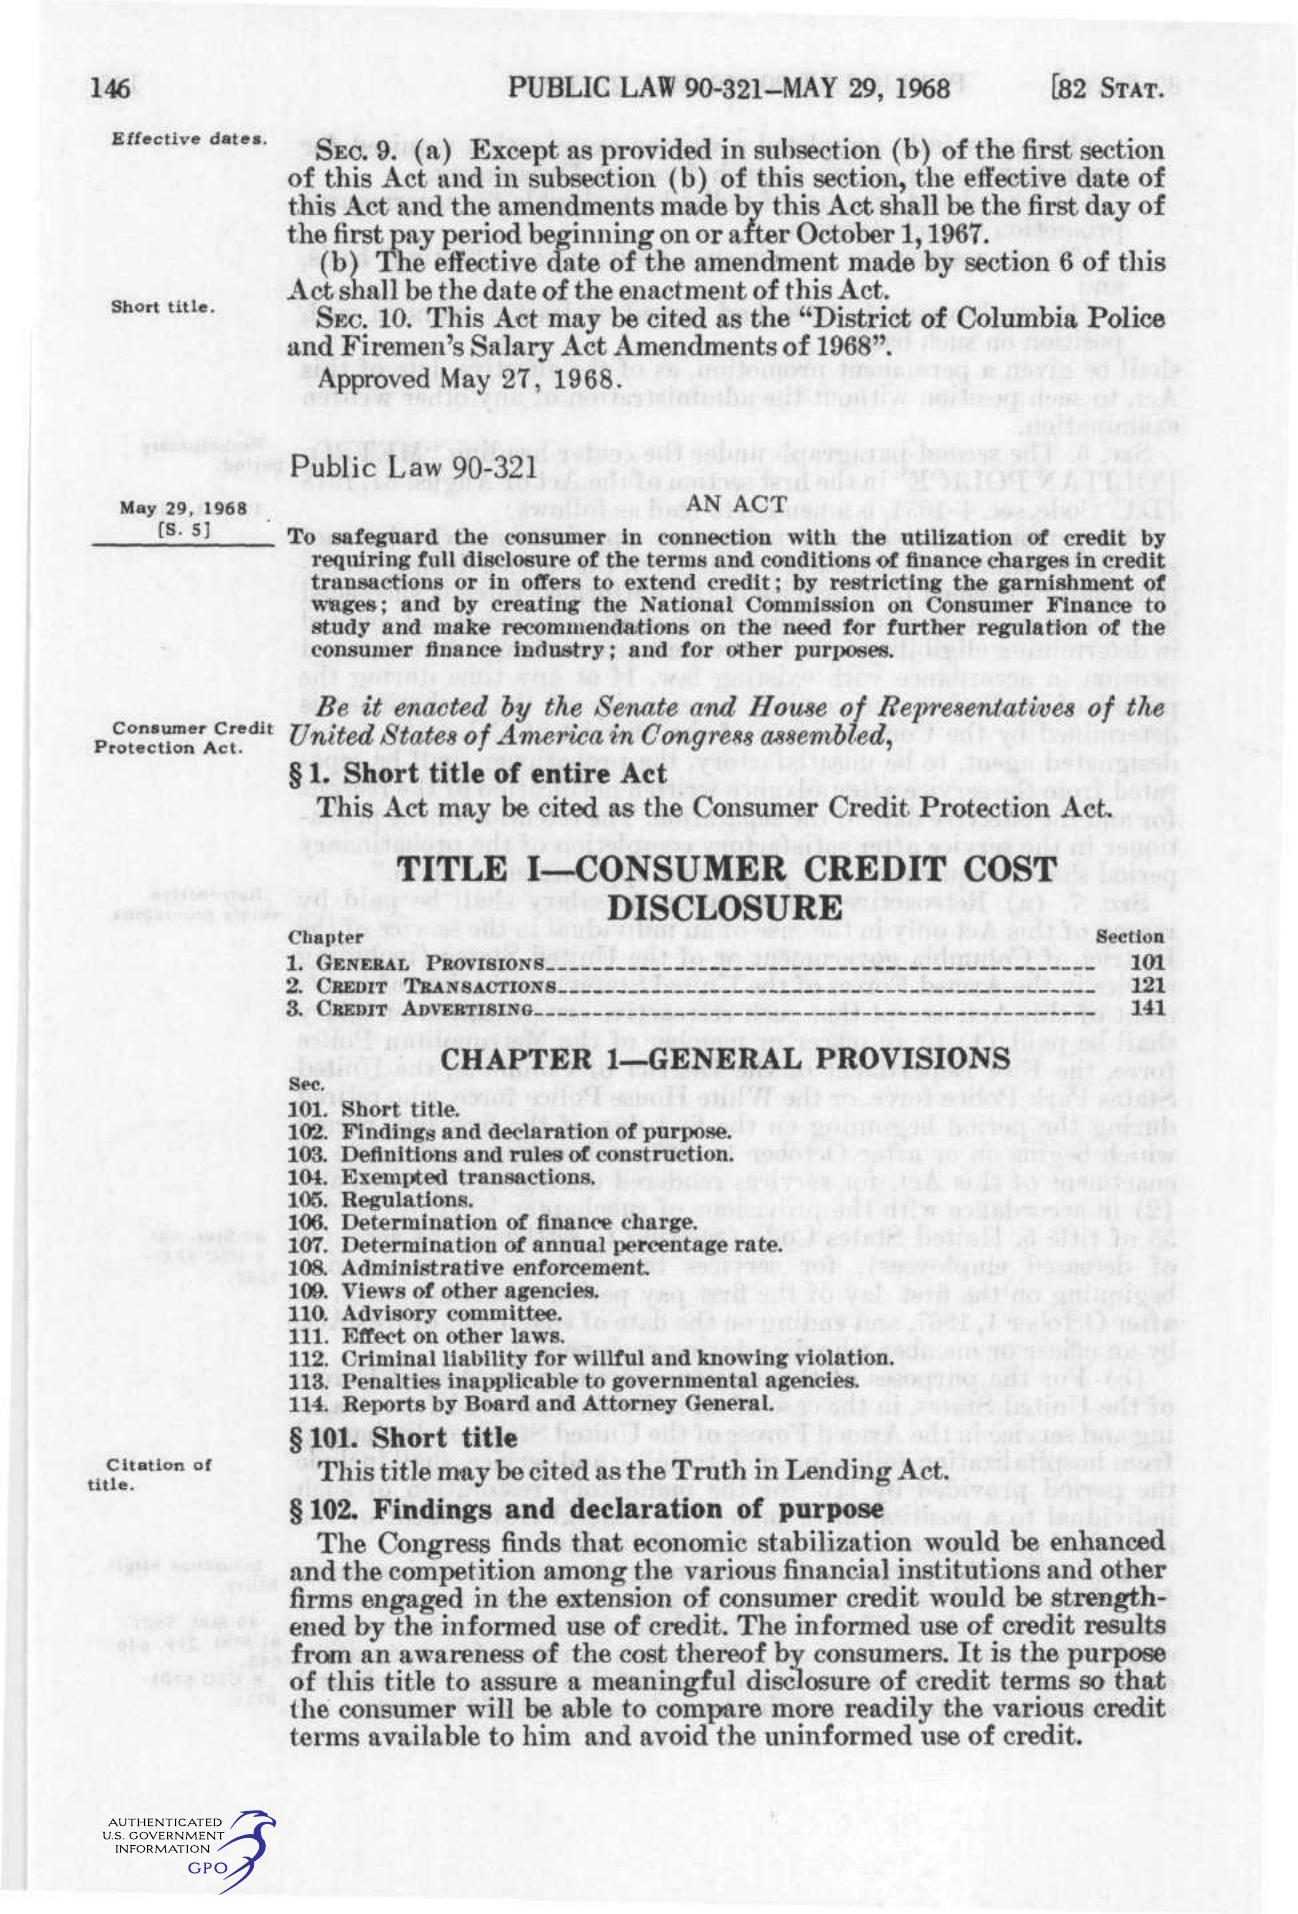 146 PUBLIC LAW 90-321—MAY 29, 1968 [82 STAT.
Effective dates.
SEC. 9. (a) Except as provided in subsection (b) of the first section
of this Act and in subsection (b) of this section, the effective date of
this Act and the amendments made by this Act shall be the first day of
the first pay period beginning on or after October 1, 1967.
(b) The effective date of the amendment made by section 6 of this
Act shall be the date of the enactment of this Act.
Short title.
SEC. 10. This Act may be cited as the “District of Columbia Police
and Firemen’s Salary Act Amendments of 1968”.
Approved May 27, 1968.
Public Law 90-321
May 29, 1968
[S. 5]
AN ACT
To safeguard the consumer in connection with the utilization of credit by
requiring full disclosure of the terms and conditions of finance charges in credit
transactions or in offers to extend credit; by restricting the garnishment of
wages; and by creating the National Commission on Consumer Finance to
study and make recommendations on the need for further regulation of the
consumer finance industry; and for other purposes.
Be it enacted by the Senate and House of Representatives of the
United States of America in Congress assembled,
Consumer Credit
Protection Act.
§ 1. Short title of entire Act
This Act may be cited as the Consumer Credit Protection Act.
TITLE I—CONSUMER CREDIT COST
DISCLOSURE
Chapter Section
1. GENERAL PROVISIONS 101
2. CREDIT TRANSACTIONS 121
3. CREDIT ADVERTISING 141
CHAPTER 1—GENERAL PROVISIONS
Sec.
101. Short title.
102. Findings and declaration of purpose.
103. Definitions and rules of construction.
104. Exempted transactions.
105. Regulations.
106. Determination of finance charge.
107. Determination of annual percentage rate.
108. Administrative enforcement.
109. Views of other agencies.
110. Advisory committee.
111. Effect on other laws.
112. Criminal liability for willful and knowing violation.
113. Penalties inapplicable to governmental agencies.
114. Reports by Board and Attorney General.
§ 101. Short title
Citation of
title.
This title may be cited as the Truth in Lending Act.
§ 102. Findings and declaration of purpose
The Congress finds that economic stabilization would be enhanced
and the competition among the various financial institutions and other
firms engaged in the extension of consumer credit would be strength-
ened by the informed use of credit. The informed use of credit results
from an awareness of the cost thereof by consumers. It is the purpose
of this title to assure a meaningful disclosure of credit terms so that
the consumer will be able to compare more readily the various credit
terms available to him and avoid the uninformed use of credit.
AUTHENTICATED
U.S. GOVERNMENT
INFORMATION
GPO